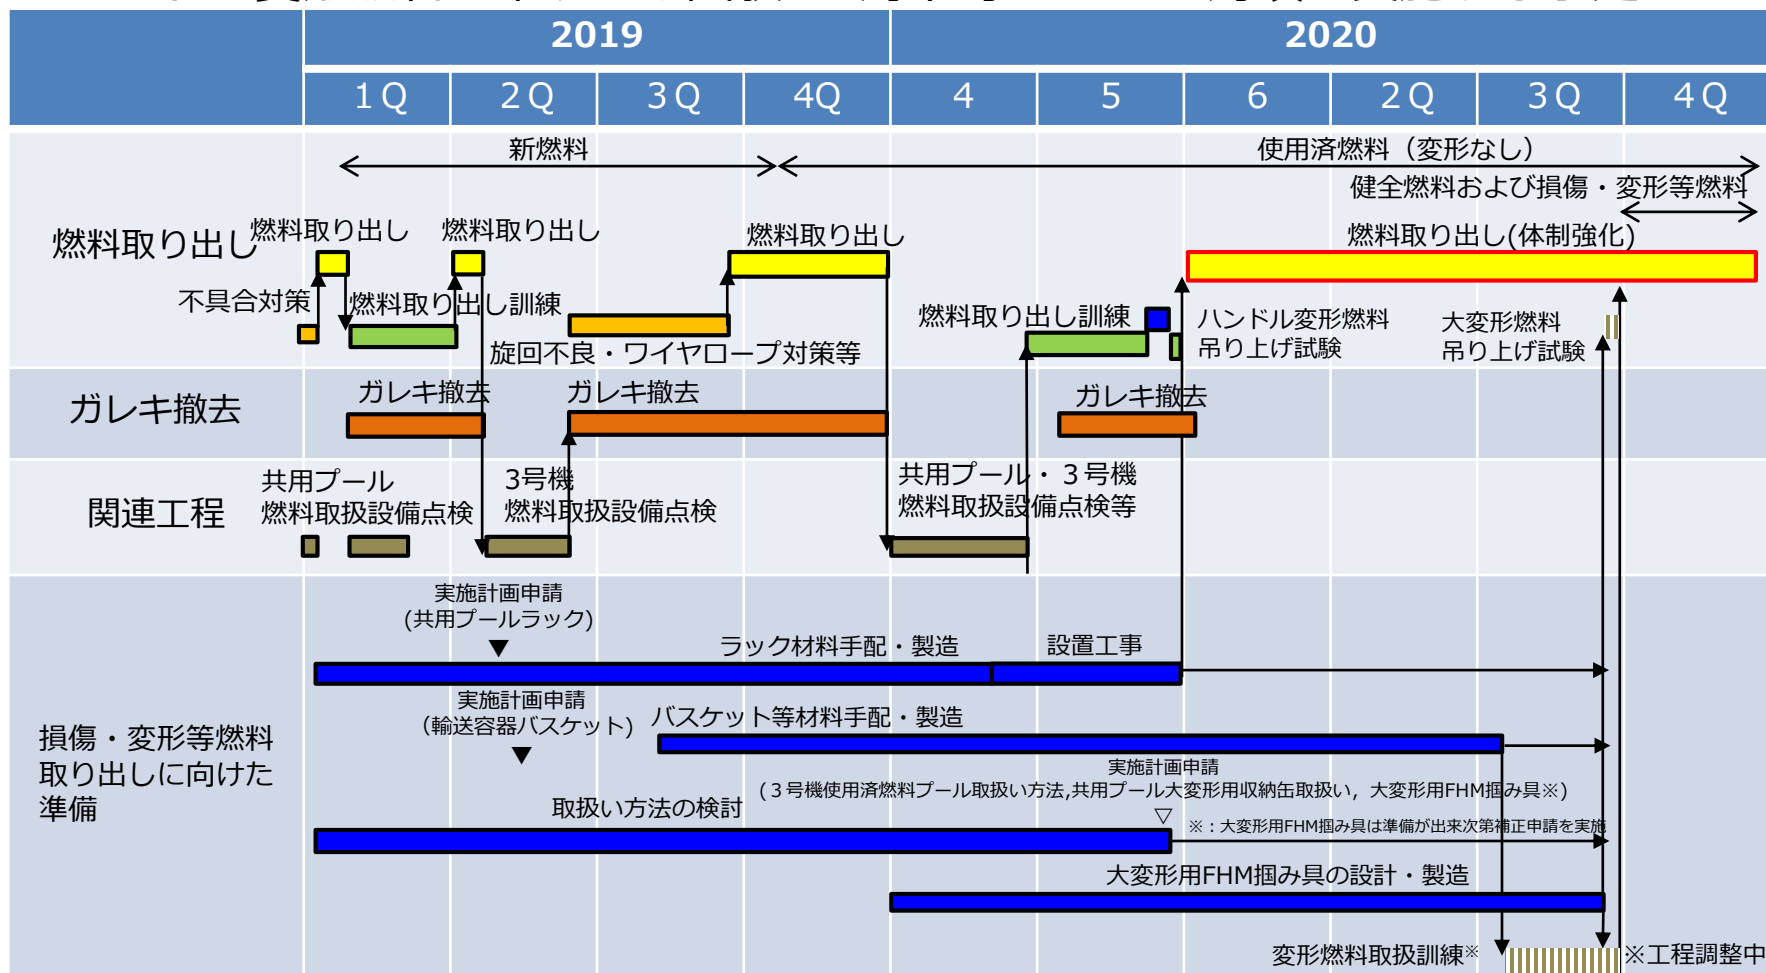 2019
2020
1Q
2Q
3Q
4Q
4
5
6
2Q
3Q
4Q
新燃料
使用済燃料（変形なし）
健全燃料および損傷・変形等燃料
燃料取り出し
燃料取り出し
燃料取り出し
燃料取り出し
燃料取り出し(体制強化)
不具合対策
燃料取り出し訓練
旋回不良・ワイヤロープ対策等
燃料取り出し訓練
ハンドル変形燃料
吊り上げ試験
大変形燃料
吊り上げ試験
ガレキ撤去
ガレキ撤去
ガレキ撤去
ガレキ撤去
関連工程
共用プール
燃料取扱設備点検
3号機
燃料取扱設備点検
共用プール・３号機
燃料取扱設備点検等
損傷・変形等燃料
取り出しに向けた
準備
実施計画申請
(共用プールラック)
▼
ラック材料手配・製造
設置工事
実施計画申請
(輸送容器バスケット)
▼
バスケット等材料手配・製造
実施計画申請
(３号機使用済燃料プール取扱い方法,共用プール大変形用収納缶取扱い，大変形用FHM掴み具※)
▽
取扱い方法の検討
※：大変形用FHM掴み具は準備が出来次第補正申請を実施
大変形用FHM掴み具の設計・製造
変形燃料取扱訓練※
※工程調整中